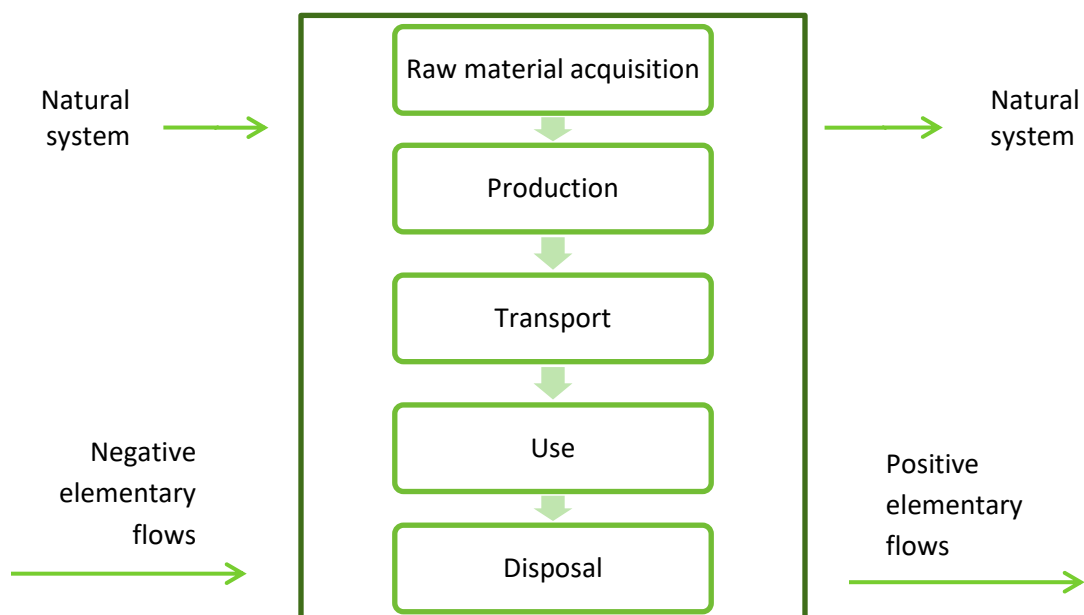 Raw material acquisition
Natural
system
Natural
system
Production
Transport
Use
Negative
elementary
flows
Positive
elementary
flows
Disposal